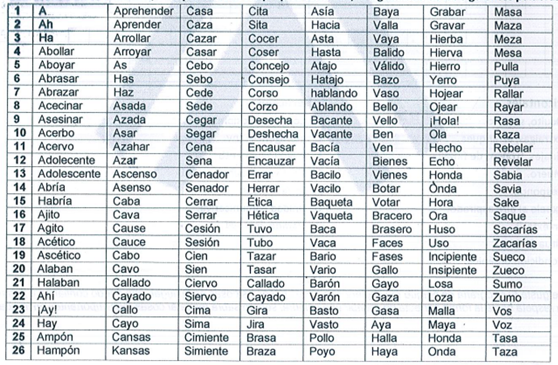 1 A Aprehender Casa Cita Asía Baya Grabar Masa
2 Ah Aprender Caza Sita Hacia Valla Gravar Maza
3 Ha Arrollar Cazar Cocer Asta Vaya Hierba Meza
4 Abollar Arroyar Casar Coser Hasta Balido Hierva Mesa
5 Aboyar As Cebo Concejo Atajo Válido Hierro Pulla
6 Abrasar Has Sebo Consejo Hatajo Bazo Yerro Puya
7 Abrazar Haz Cede Corso hablando Vaso Hojear Rallar
8 Acecinar Asada Sede Corzo Ablando Bello Ojear Rayar
9 Asesinar Azada Cegar Desecha Bacante Vello ¡Hola! Rasa
10 Acerbo Asar Segar Deshecha Vacante Ben Ola Raza
11 Acervo Azahar Cena Encausar Bacía Ven Hecho Rebelar
12 Adolecente Azar Sena Encauzar Vacía Bienes Echo Revelar
13 Adolescente Ascenso Cenador Errar Bacilo Vienes Honda Sabia
14 Abría Asenso Senador Herrar Vacilo Botar Onda Savia
15 Habría Caba Cerrar Ética Baqueta Votar Hora Sake
16 Ajito Cava Serrar Hética Vaqueta Bracero Ora Saque
17 Agito Cause Cesión Tuvo Baca Brasero Huso Sacarías
18 Acético Cauce Sesión Tubo Vaca Faces Uso Zacarías
19 Ascético Cabo Cien Tazar Bario Fases Incipiente Sueco
20 Alaban Cavo Sien Tasar Vario Gallo Insipiente Zueco
21 Halaban Callado Ciervo Callado Barón Gayo Losa Sumo
22 Ahí Cayado Siervo Cayado Varón Gaza Loza Zumo
23 ¡Ay! Callo Cima Gira Basto Gasa Malla Vos
24 Hay Cayo Sima Jira Vasto Aya Maya Voz
25 Ampón Cansas Cimiente Brasa Pollo Halla Honda Tasa
26 Hampón Kansas Simiente Braza Poyo Haya Onda Taza